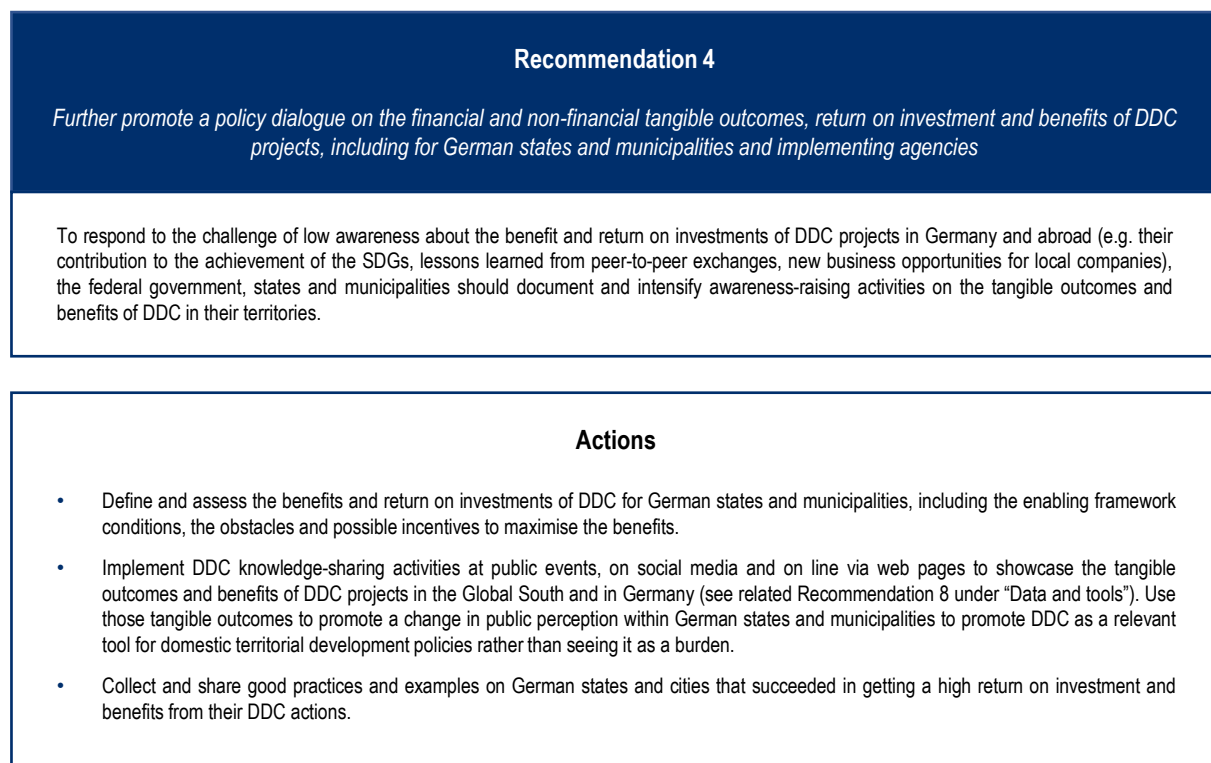 Recommendation 4
Further promote a policy dialogue on the financial and non-financial tangible outcomes, return on investment and benefits of DDC
projects, including for German states and municipalities and implementing agencies
To respond to the challenge of low awareness about the benefit and return on investments of DDC projects in Germany and abroad (e.g. their
contribution to the achievement of the SDGs, lessons learned from peer-to-peer exchanges, new business opportunities for local companies),
the federal government, states and municipalities should document and intensify awareness-raising activities on the tangible outcomes and
benefits of DDC in their territories.
Actions
• Define and assess the benefits and return on investments of DDC for German states and municipalities, including the enabling framework
conditions, the obstacles and possible incentives to maximise the benefits.
• Implement DDC knowledge-sharing activities at public events, on social media and on line via web pages to showcase the tangible
outcomes and benefits of DDC projects in the Global South and in Germany (see related Recommendation 8 under “Data and tools”). Use
those tangible outcomes to promote a change in public perception within German states and municipalities to promote DDC as a relevant
tool for domestic territorial development policies rather than seeing it as a burden.
• Collect and share good practices and examples on German states and cities that succeeded in getting a high return on investment and
benefits from their DDC actions.